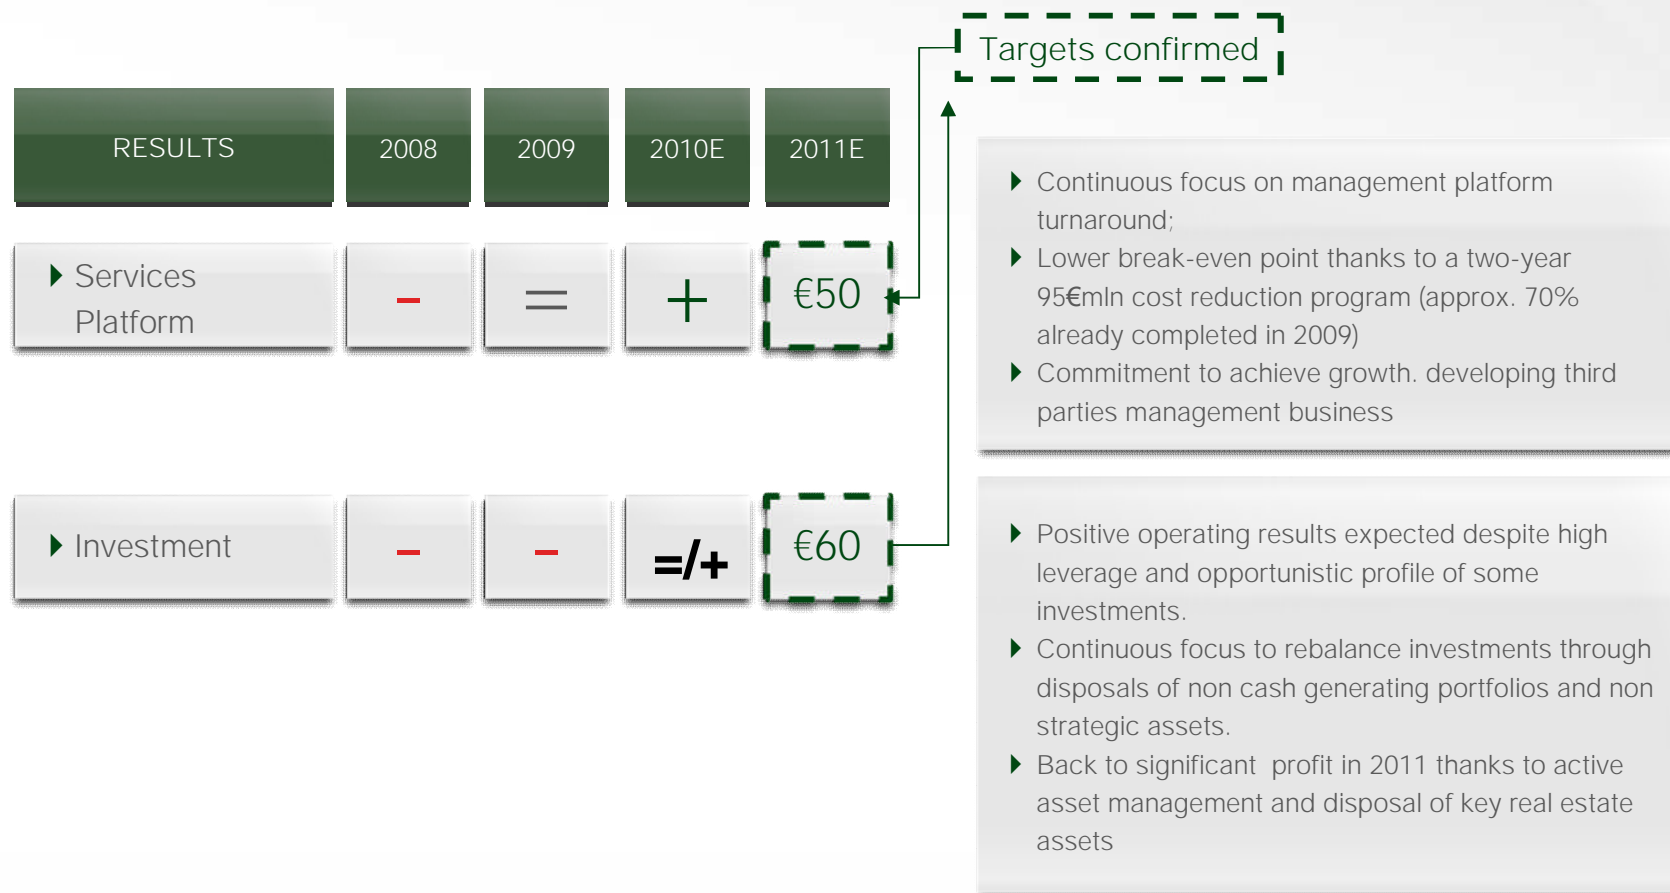 Targets confirmed
RESULTS 2008 2009 2010E 2011E
Services
Platform
- = + €50
Investment - - =/+ €60
Continuous focus on management platform
turnaround;
Lower break-even point thanks to a two-year
95€mln cost reduction program (approx. 70%
already completed in 2009)
Commitment to achieve growth. developing third
parties management business
Positive operating results expected despite high
leverage and opportunistic profile of some
investments.
Continuous focus to rebalance investments through
disposals of non cash generating portfolios and non
strategic assets.
Back to significant profit in 2011 thanks to active
asset management and disposal of key real estate
assets